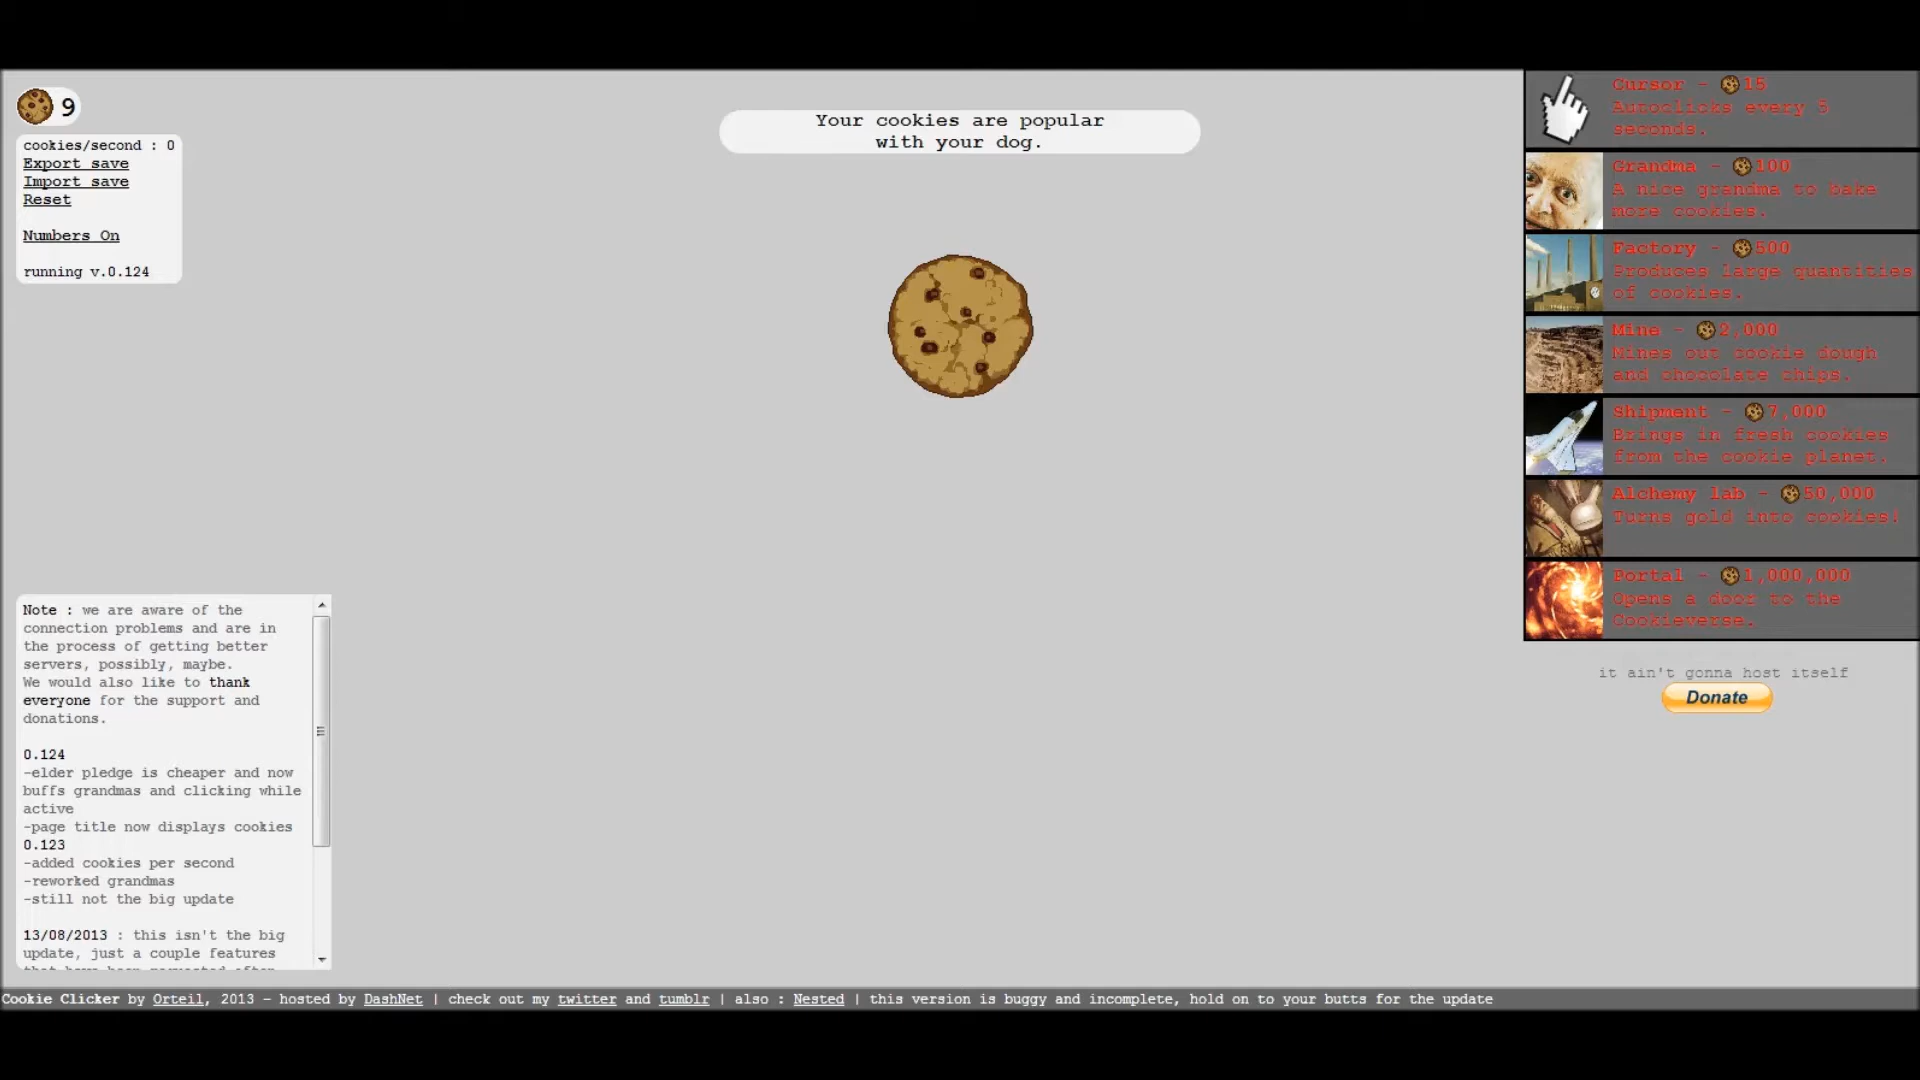 9
cookies/second : 0
Export save
Import save
Reset
Numbers On
running v.0.124
Your cookies are popular
with your dog.
Cursor - 15
Autoclicks every 5
seconds.
Grandma - 100
A nice grandma to bake
more cookies.
Factory - 500
Produces large quantities
of cookies.
Mine - 2,000
Mines out cookie dough
and chocolate chips.
Shipment - 7,000
Brings in fresh cookies
from the cookie planet.
Alchemy lab - 50,000
Turns gold into cookies!
Portal - 1,000,000
Opens a door to the
Cookieverse.
it ain't gonna host itself
Donate
Note : we are aware of the
connection problems and are in
the process of getting better
servers, possibly, maybe.
We would also like to thank
everyone for the support and
donations.
0.124
-elder pledge is cheaper and now
buffs grandmas and clicking while
active
-page title now displays cookies
0.123
-added cookies per second
-reworked grandmas
-still not the big update
13/08/2013 : this isn't the big
update, just a couple features
Cookie Clicker by Orteil, 2013 - hosted by DashNet | check out my twitter and tumblr | also : Nested | this version is buggy and incomplete, hold on to your butts for the update